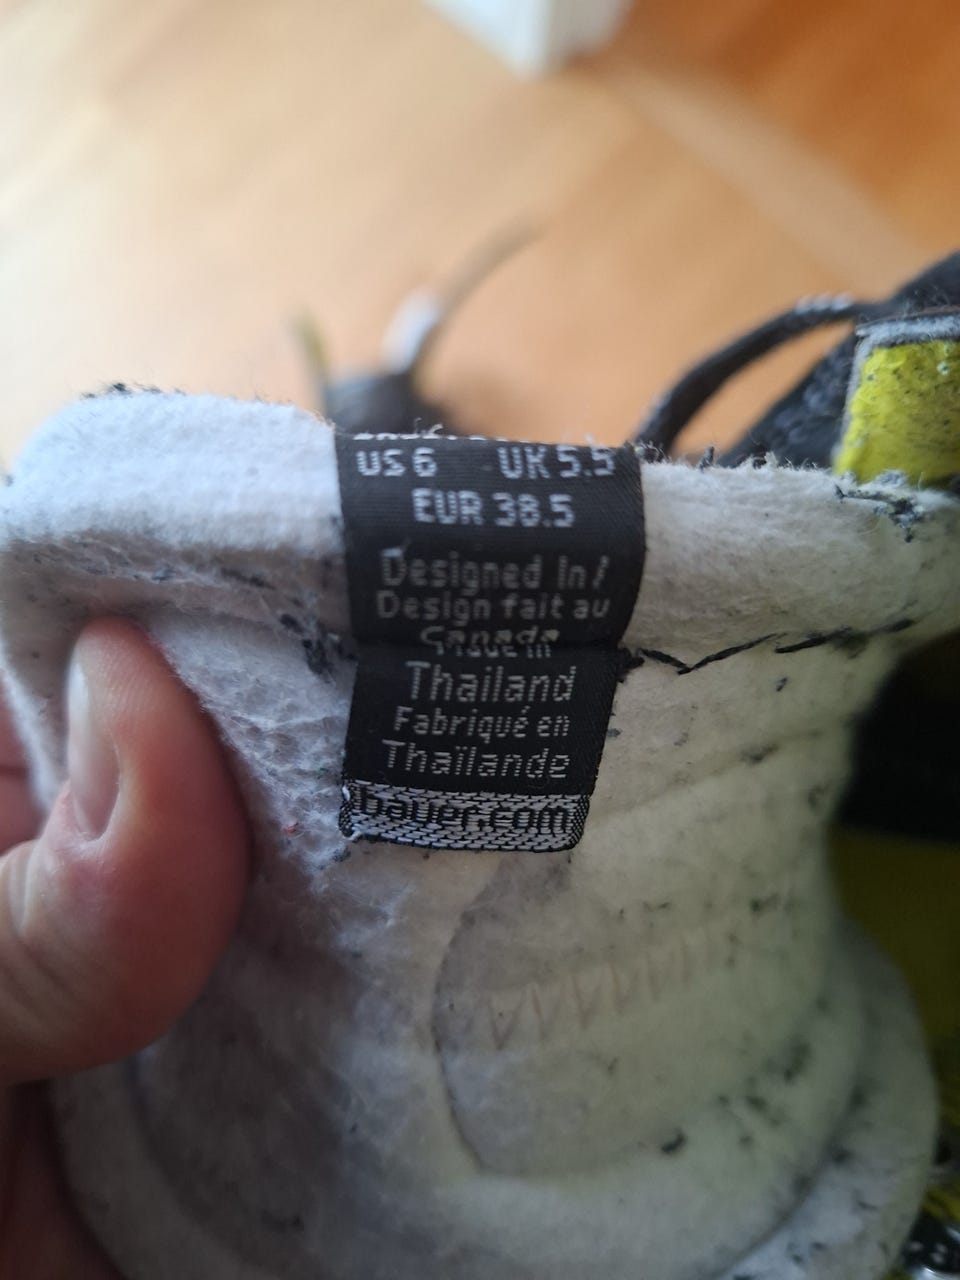 US 6 UK 5.5
EUR 38.5
Designed In/
Design fait au
Canada
Thailand
Fabriqué en
Thaïlande
bauer.com